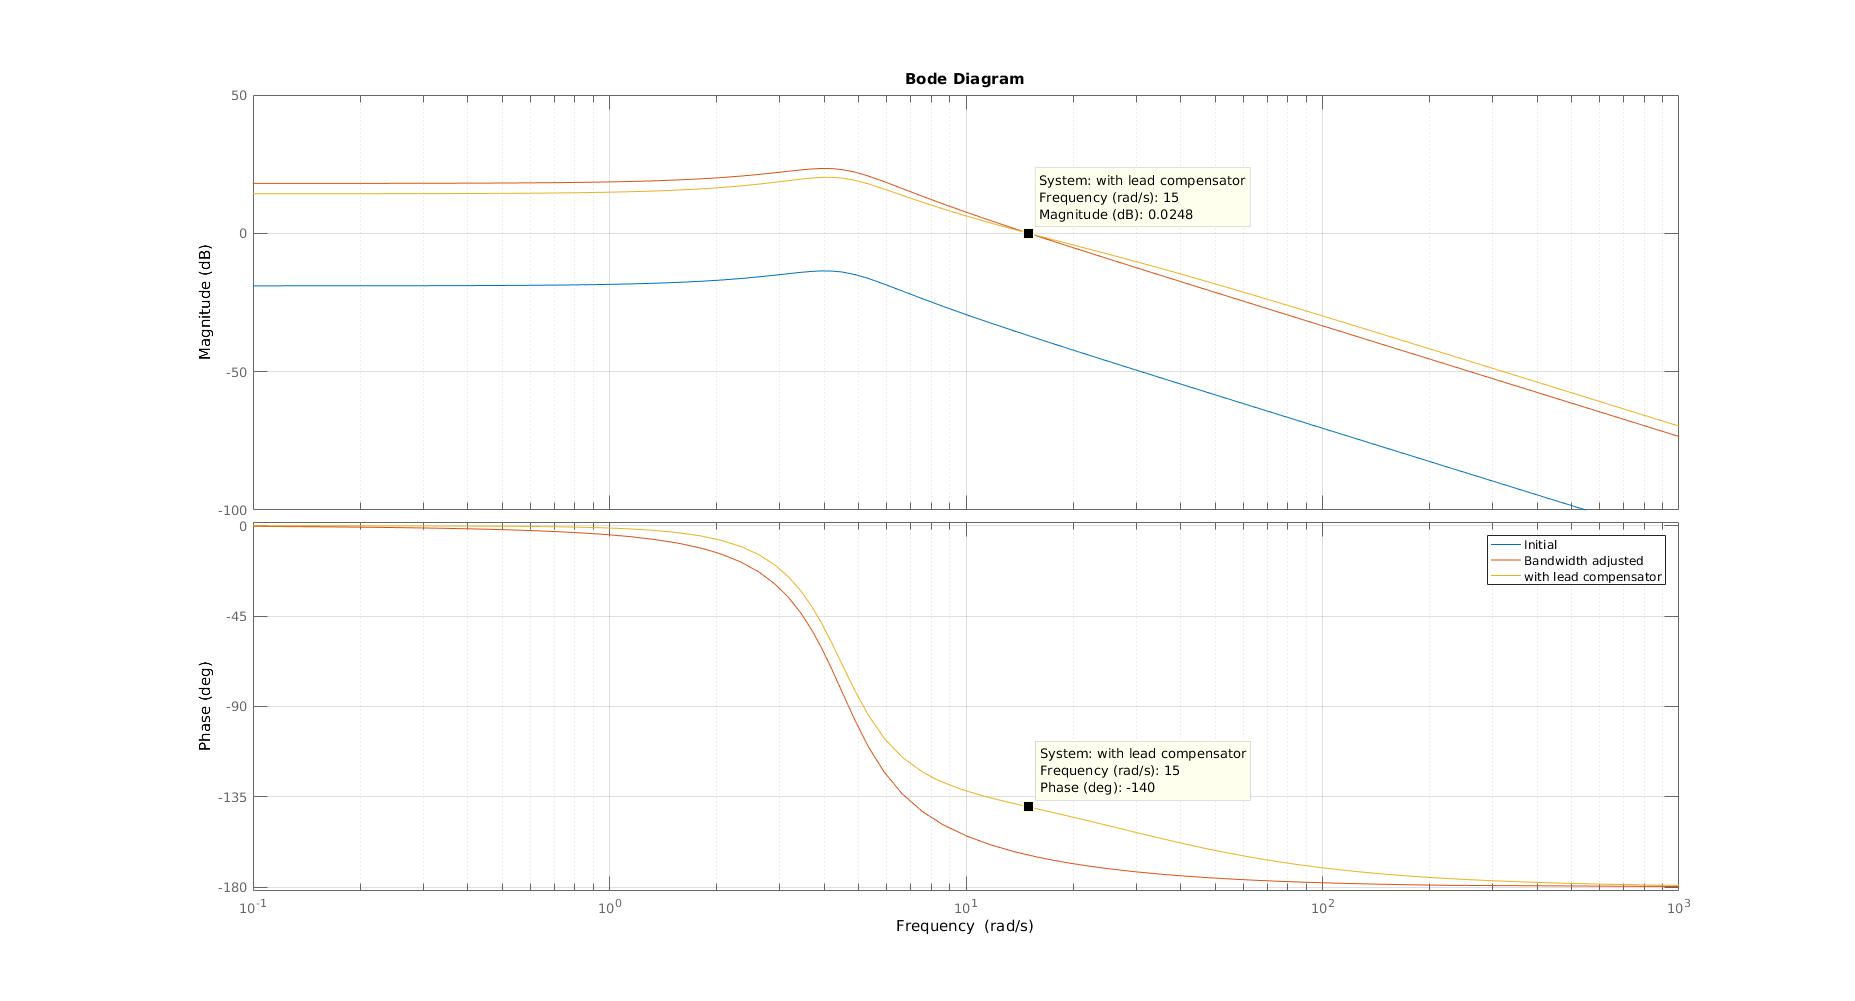 Bode Diagram
50
0
-50
-100
Magnitude (dB)
System: with lead compensator
Frequency (rad/s): 15
Magnitude (dB): 0.0248
0
-45
-90
-135
-180
Phase (deg)
Initial
Bandwidth adjusted
with lead compensator
System: with lead compensator
Frequency (rad/s): 15
Phase (deg): -140
10-1 100 101 102 103
Frequency (rad/s)